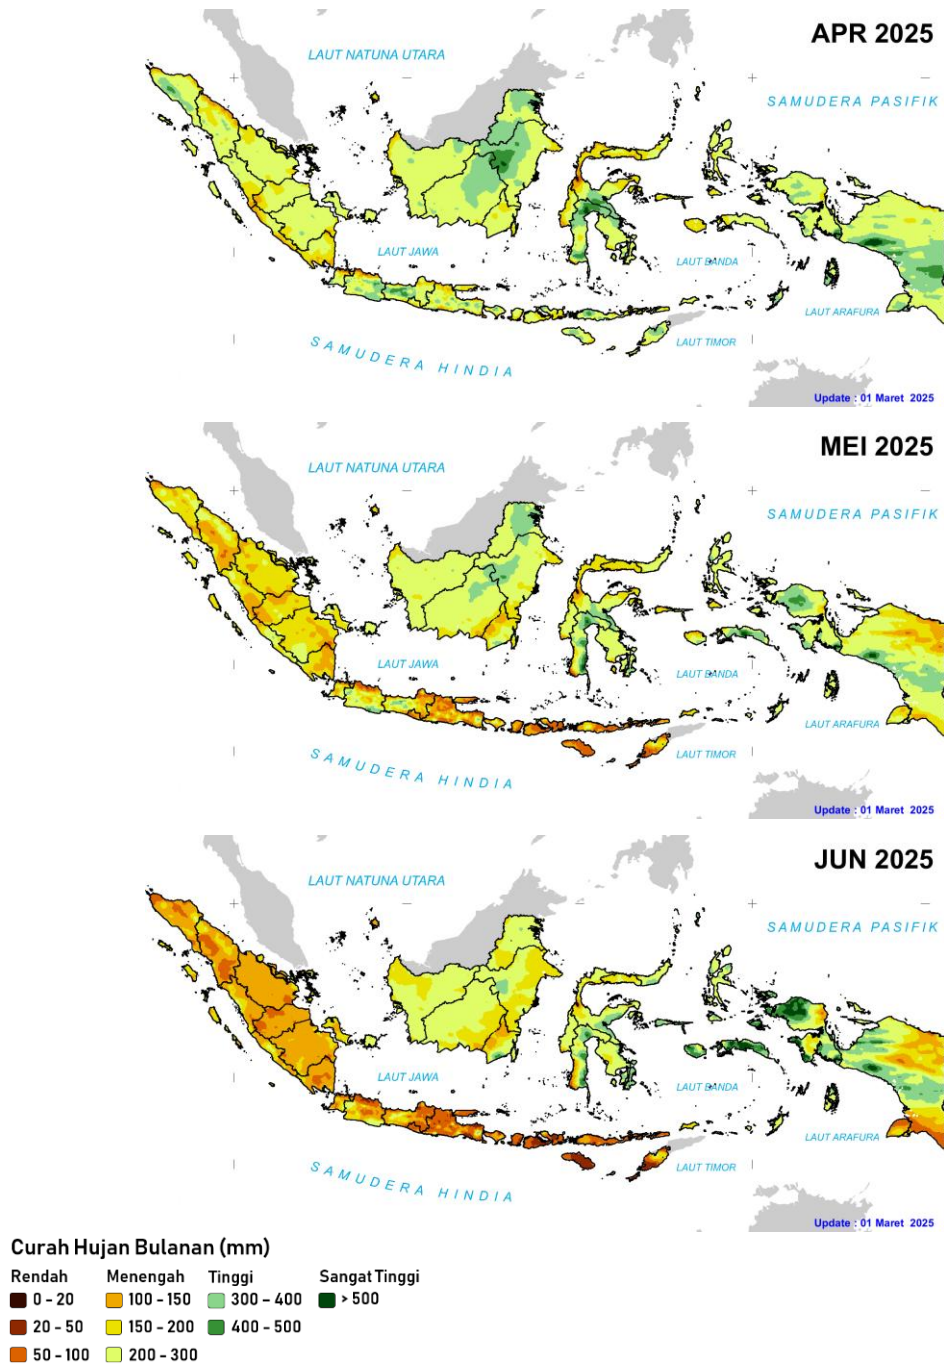 APR 2025
LAUT NATUNA UTARA
SAMUDERA PASIFIK
LAUT JAWA
LAUT BANDA
LAUT ARAFURA
LAUT TIMOR
SAMUDERA HINDIA
Update : 01 Maret 2025
MEI 2025
LAUT NATUNA UTARA
SAMUDERA PASIFIK
LAUT JAWA
LAUT BANDA
LAUT ARAFURA
LAUT TIMOR
SAMUDERA HINDIA
Update : 01 Maret 2025
JUN 2025
LAUT NATUNA UTARA
SAMUDERA PASIFIK
LAUT JAWA
LAUT BANDA
LAUT ARAFURA
LAUT TIMOR
SAMUDERA HINDIA
Update : 01 Maret 2025
Curah Hujan Bulanan (mm)
Rendah Menengah Tinggi Sangat Tinggi
0 - 20 100 - 150 300 - 400 > 500
20 - 50 150 - 200 400 - 500
50 - 100 200 - 300